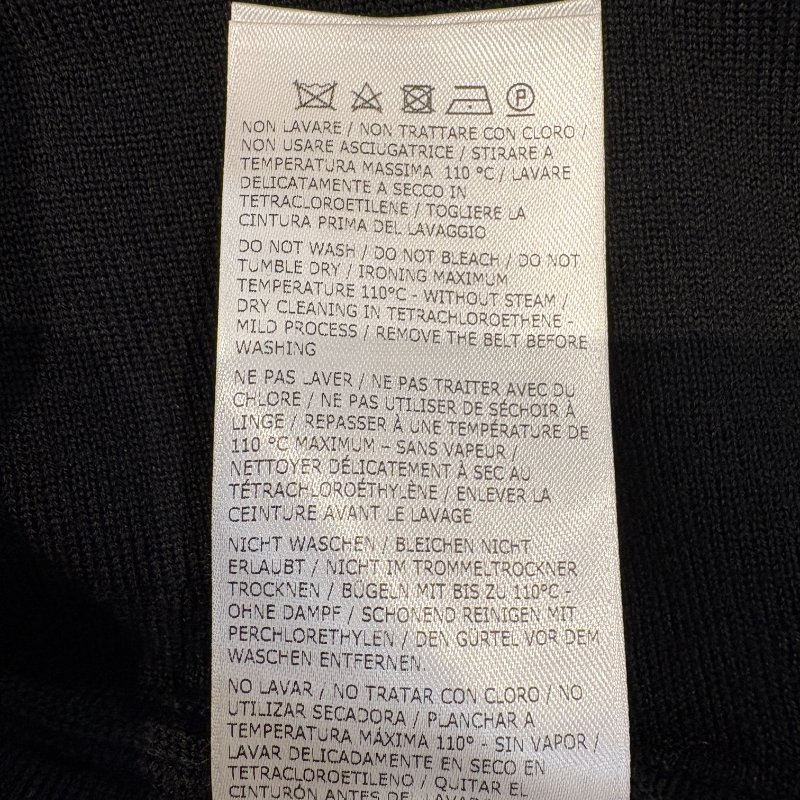 P
NON LAVARE / NON TRATTARE CON CLORO /
NON USARE ASCIUGATRICE / STIRARE A
TEMPERATURA MASSIMA 110 °C / LAVARE
DELICATAMENTE A SECCO IN
TETRACLOROETILENE / TOGLIERE LA
CINTURA PRIMA DEL LAVAGGIO
DO NOT WASH / DO NOT BLEACH / DO NOT
TUMBLE DRY / IRONING MAXIMUM
TEMPERATURE 110°C - WITHOUT STEAM /
DRY CLEANING IN TETRACHLOROETHENE -
MILD PROCESS / REMOVE THE BELT BEFORE
WASHING
NE PAS LAVER / NE PAS TRAITER AVEC DU
CHLORE / NE PAS UTILISER DE SÉCHOIR À
LINGE / REPASSER À UNE TEMPÉRATURE DE
110 °C MAXIMUM – SANS VAPEUR /
NETTOYER DÉLICATEMENT À SEC AU
TÉTRACHLOROÉTHYLÈNE / ENLEVER LA
CEINTURE AVANT LE LAVAGE
NICHT WASCHEN / BLEICHEN NICHT
ERLAUBT / NICHT IM TROMMELTROCKNER
TROCKNEN / BÜGELN MIT BIS ZU 110°C -
OHNE DAMPF / SCHONEND REINIGEN MIT
PERCHLORETHYLEN / DEN GÜRTEL VOR DEM
WASCHEN ENTFERNEN.
NO LAVAR / NO TRATAR CON CLORO / NO
UTILIZAR SECADORA / PLANCHAR A
TEMPERATURA MÁXIMA 110° - SIN VAPOR /
LAVAR DELICADAMENTE EN SECO EN
TETRACLOROETILENO / QUITAR EL
CINTURÓN ANTES DEL LAVADO